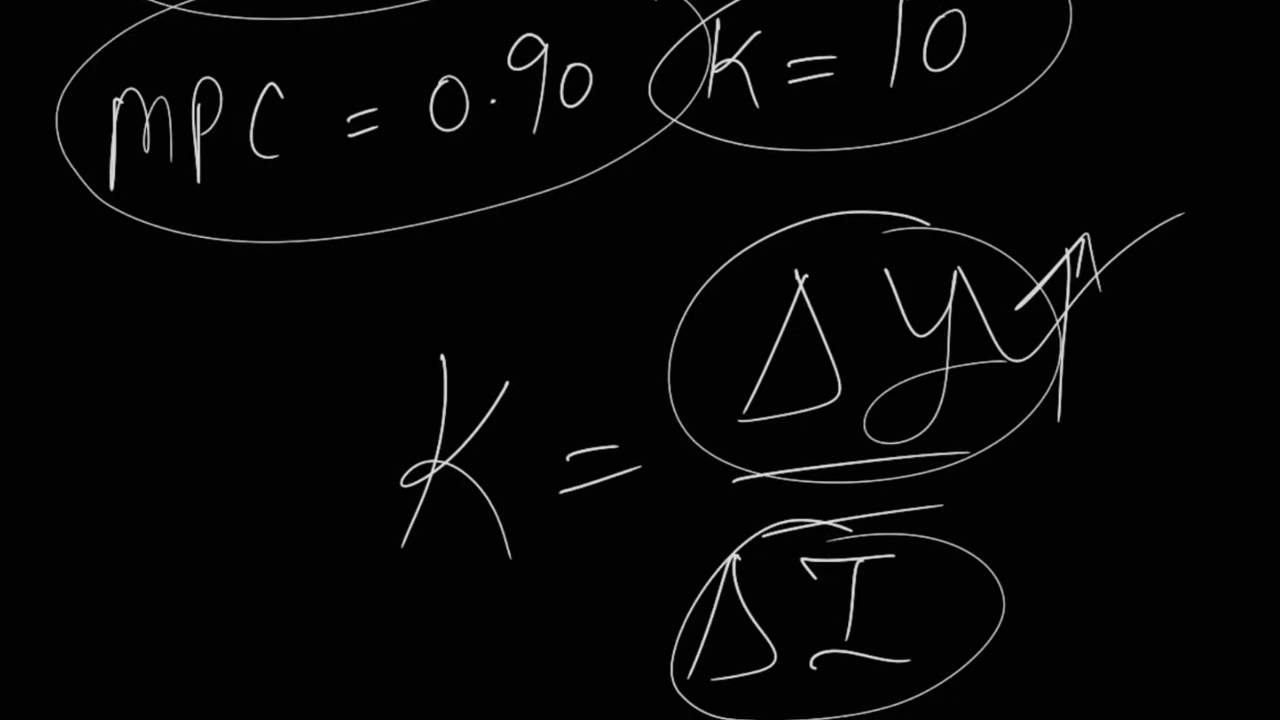 MPC = 0.90 K = 10
K = ΔY↑
ΔI